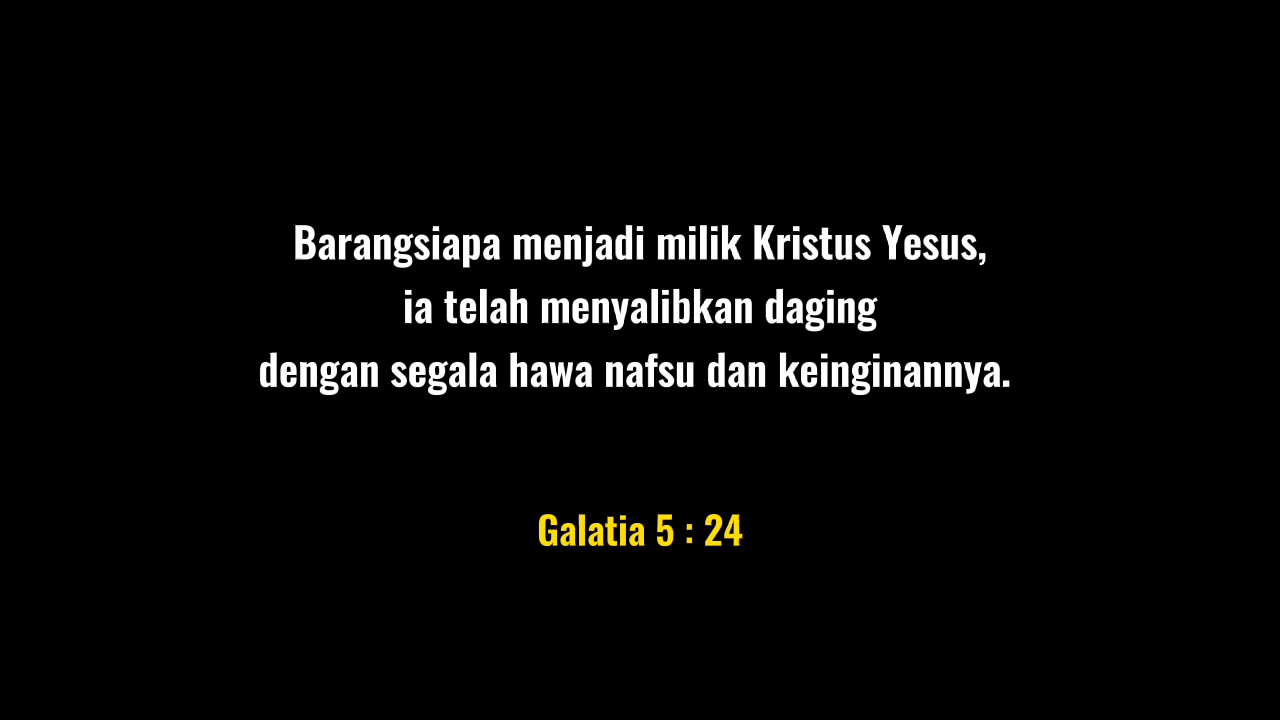 Barangsiapa menjadi milik Kristus Yesus,
ia telah menyalibkan daging
dengan segala hawa nafsu dan keinginannya.
Galatia 5 : 24